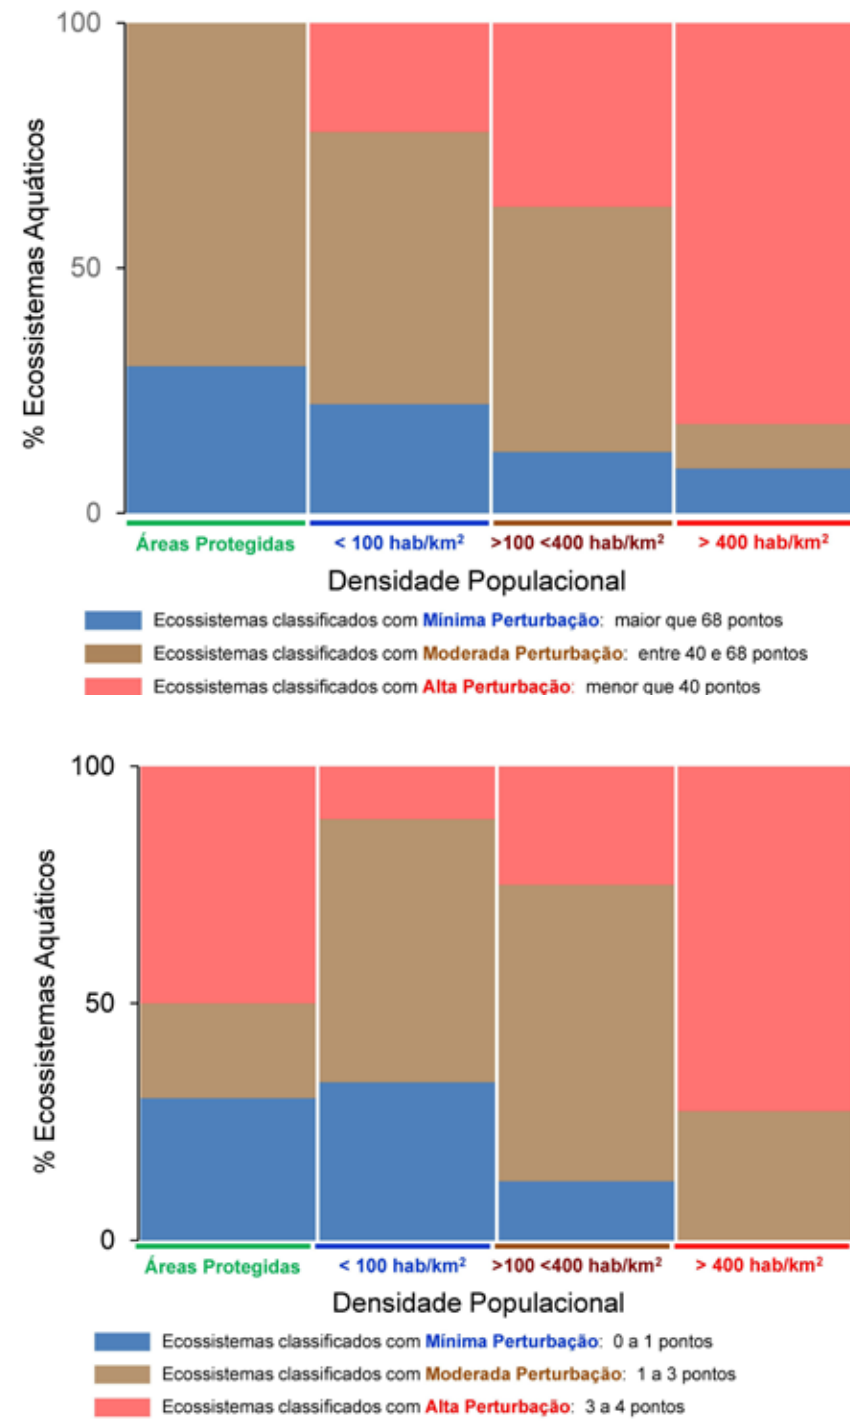 100
% Ecossistemas Aquáticos
50
0
Áreas Protegidas < 100 hab/km² >100 <400 hab/km² > 400 hab/km²
Densidade Populacional
Ecossistemas classificados com Mínima Perturbação: maior que 68 pontos
Ecossistemas classificados com Moderada Perturbação: entre 40 e 68 pontos
Ecossistemas classificados com Alta Perturbação: menor que 40 pontos
100
% Ecossistemas Aquáticos
50
0
Áreas Protegidas < 100 hab/km² >100 <400 hab/km² > 400 hab/km²
Densidade Populacional
Ecossistemas classificados com Mínima Perturbação: 0 a 1 pontos
Ecossistemas classificados com Moderada Perturbação: 1 a 3 pontos
Ecossistemas classificados com Alta Perturbação: 3 a 4 pontos